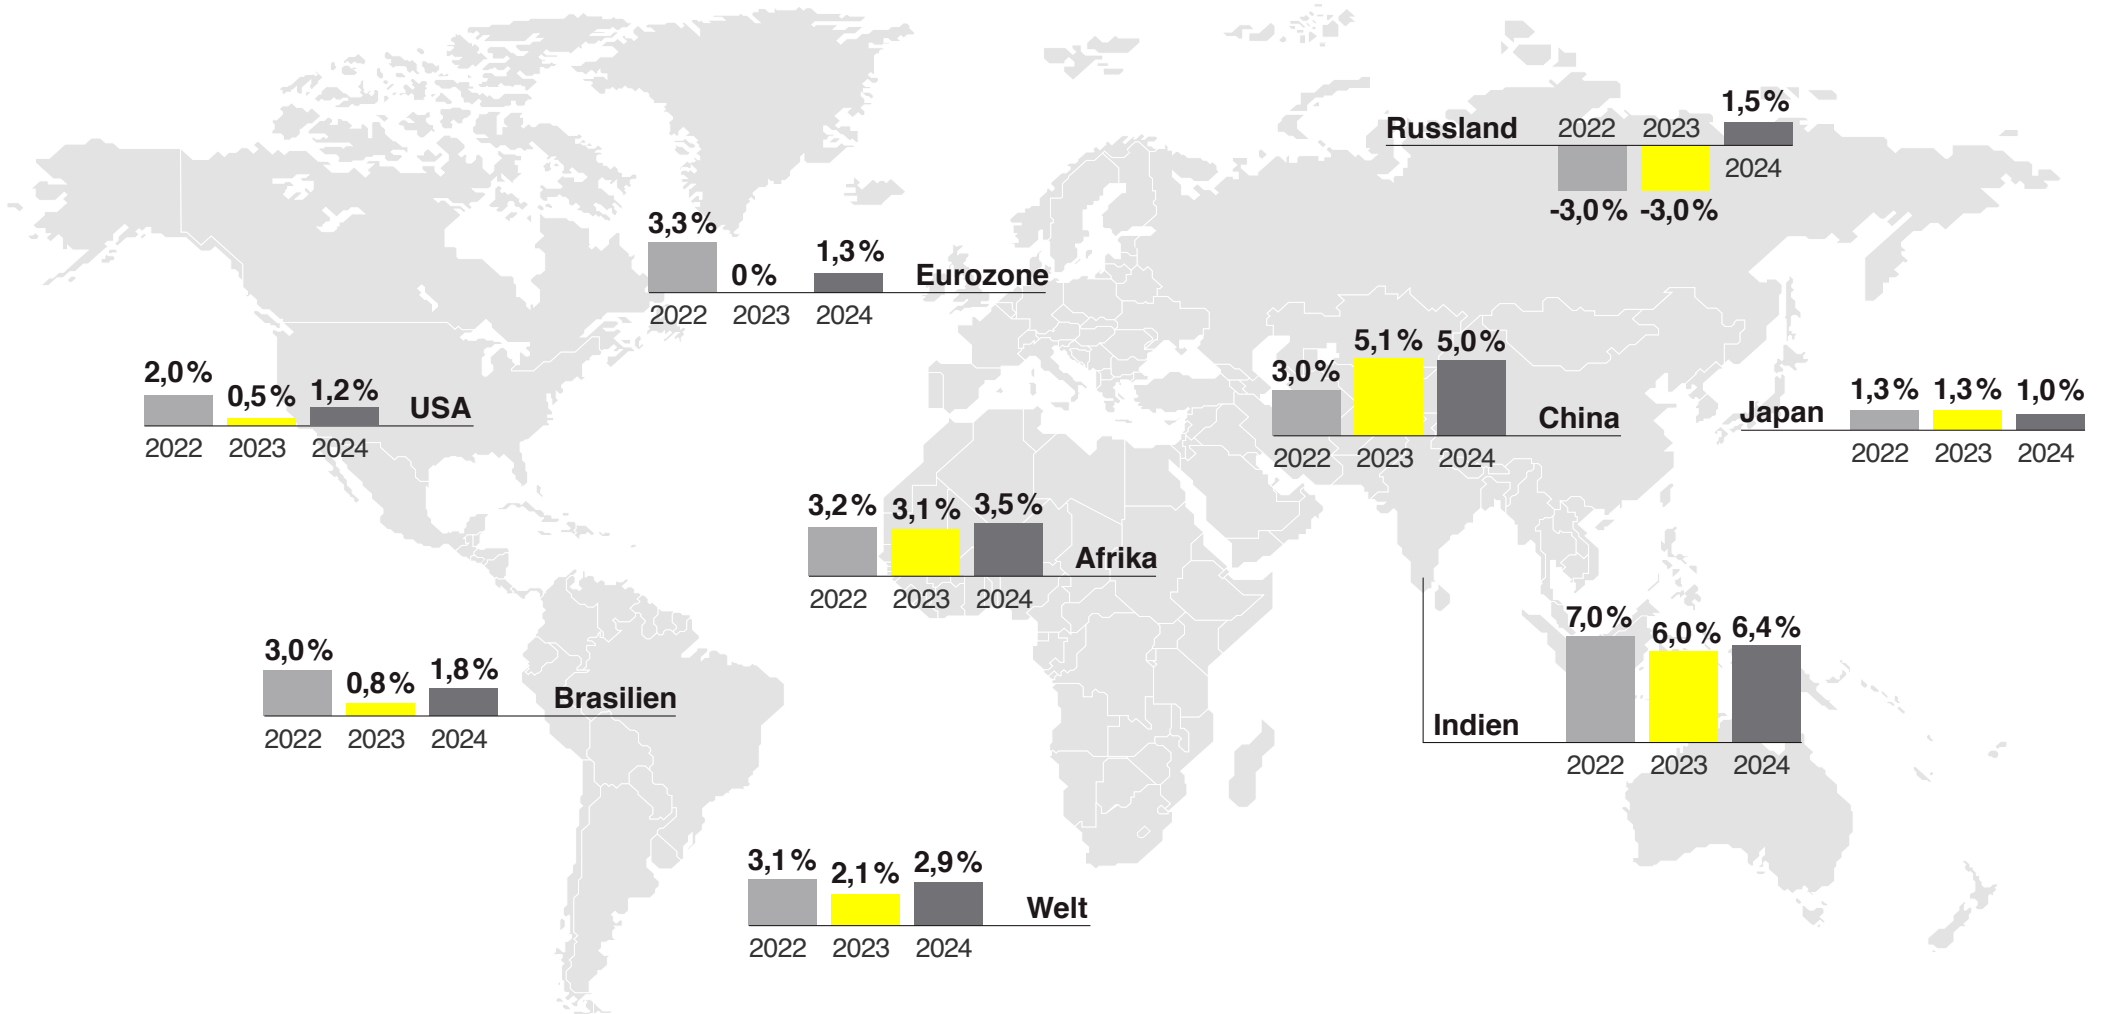 1,5 %
Russland 2022 2023
2024
-3,0 % -3,0 %
3,3 %
0 %
1,3 %
Eurozone
2022 2023 2024
2,0 %
0,5 %
1,2 %
USA
2022 2023 2024
3,0 %
5,1 %
5,0 %
China
2022 2023 2024
1,3 % 1,3 % 1,0 %
Japan
2022 2023 2024
3,2 % 3,1 % 3,5 %
Afrika
2022 2023 2024
7,0 %
6,0 %
6,4 %
Indien
2022 2023 2024
3,0 %
0,8 %
1,8 %
Brasilien
2022 2023 2024
3,1 %
2,1 %
2,9 %
Welt
2022 2023 2024